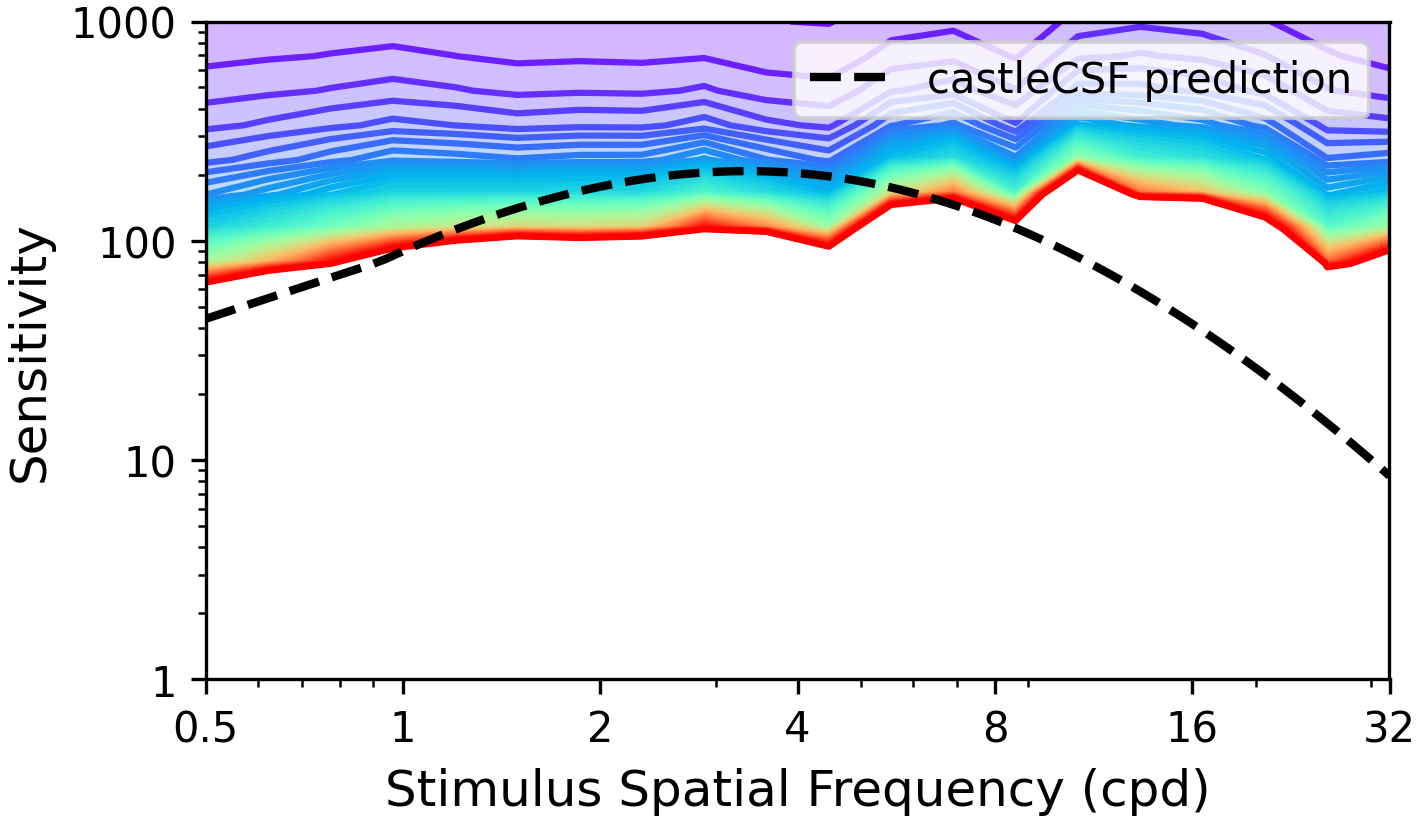 1000
100
10
1
Sensitivity
castleCSF prediction
0.5 1 2 4 8 16 32
Stimulus Spatial Frequency (cpd)